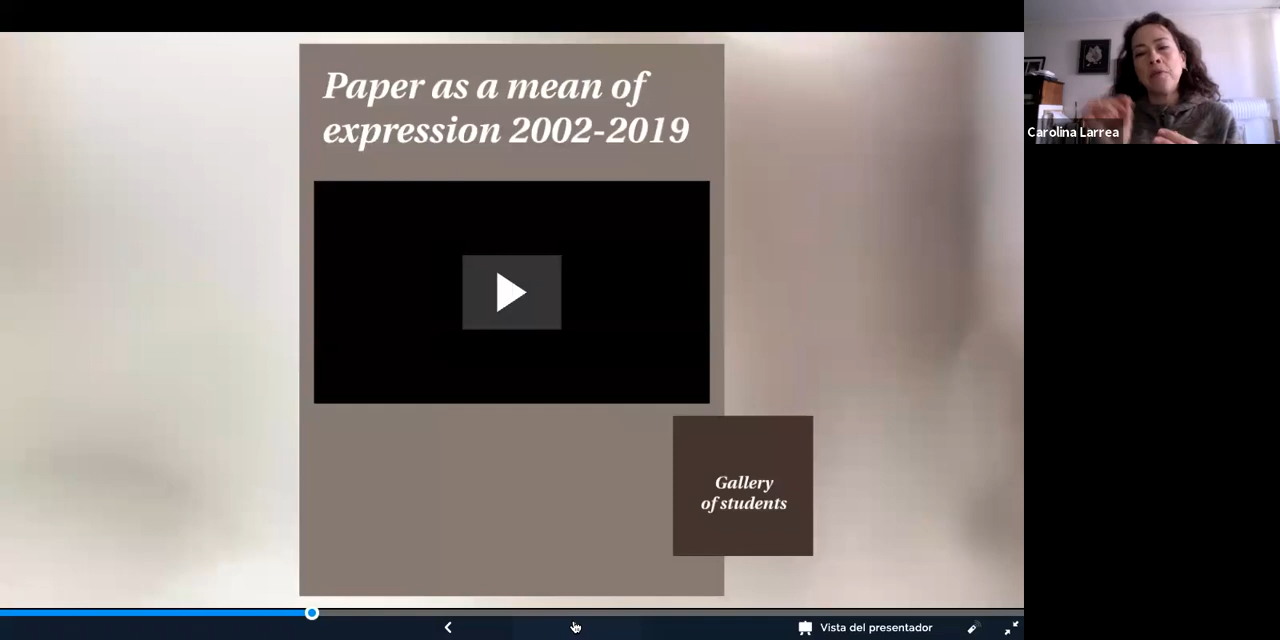 Paper as a mean of
expression 2002-2019
Carolina Larrea
Gallery
of students
Vista del presentador